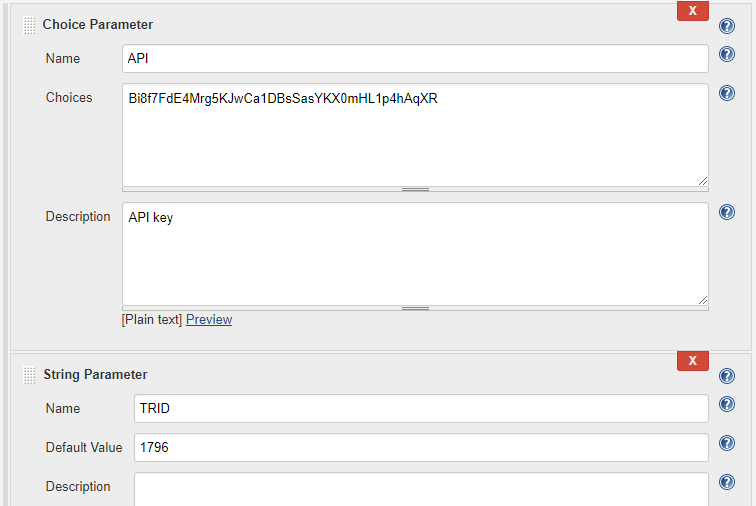 Choice Parameter
X
Name
API
Choices
Bi8f7FdE4Mrg5KJwCa1DBsSasYKX0mHL1p4hAqXR
Description
API key
[Plain text] Preview
String Parameter
X
Name
TRID
Default Value
1796
Description